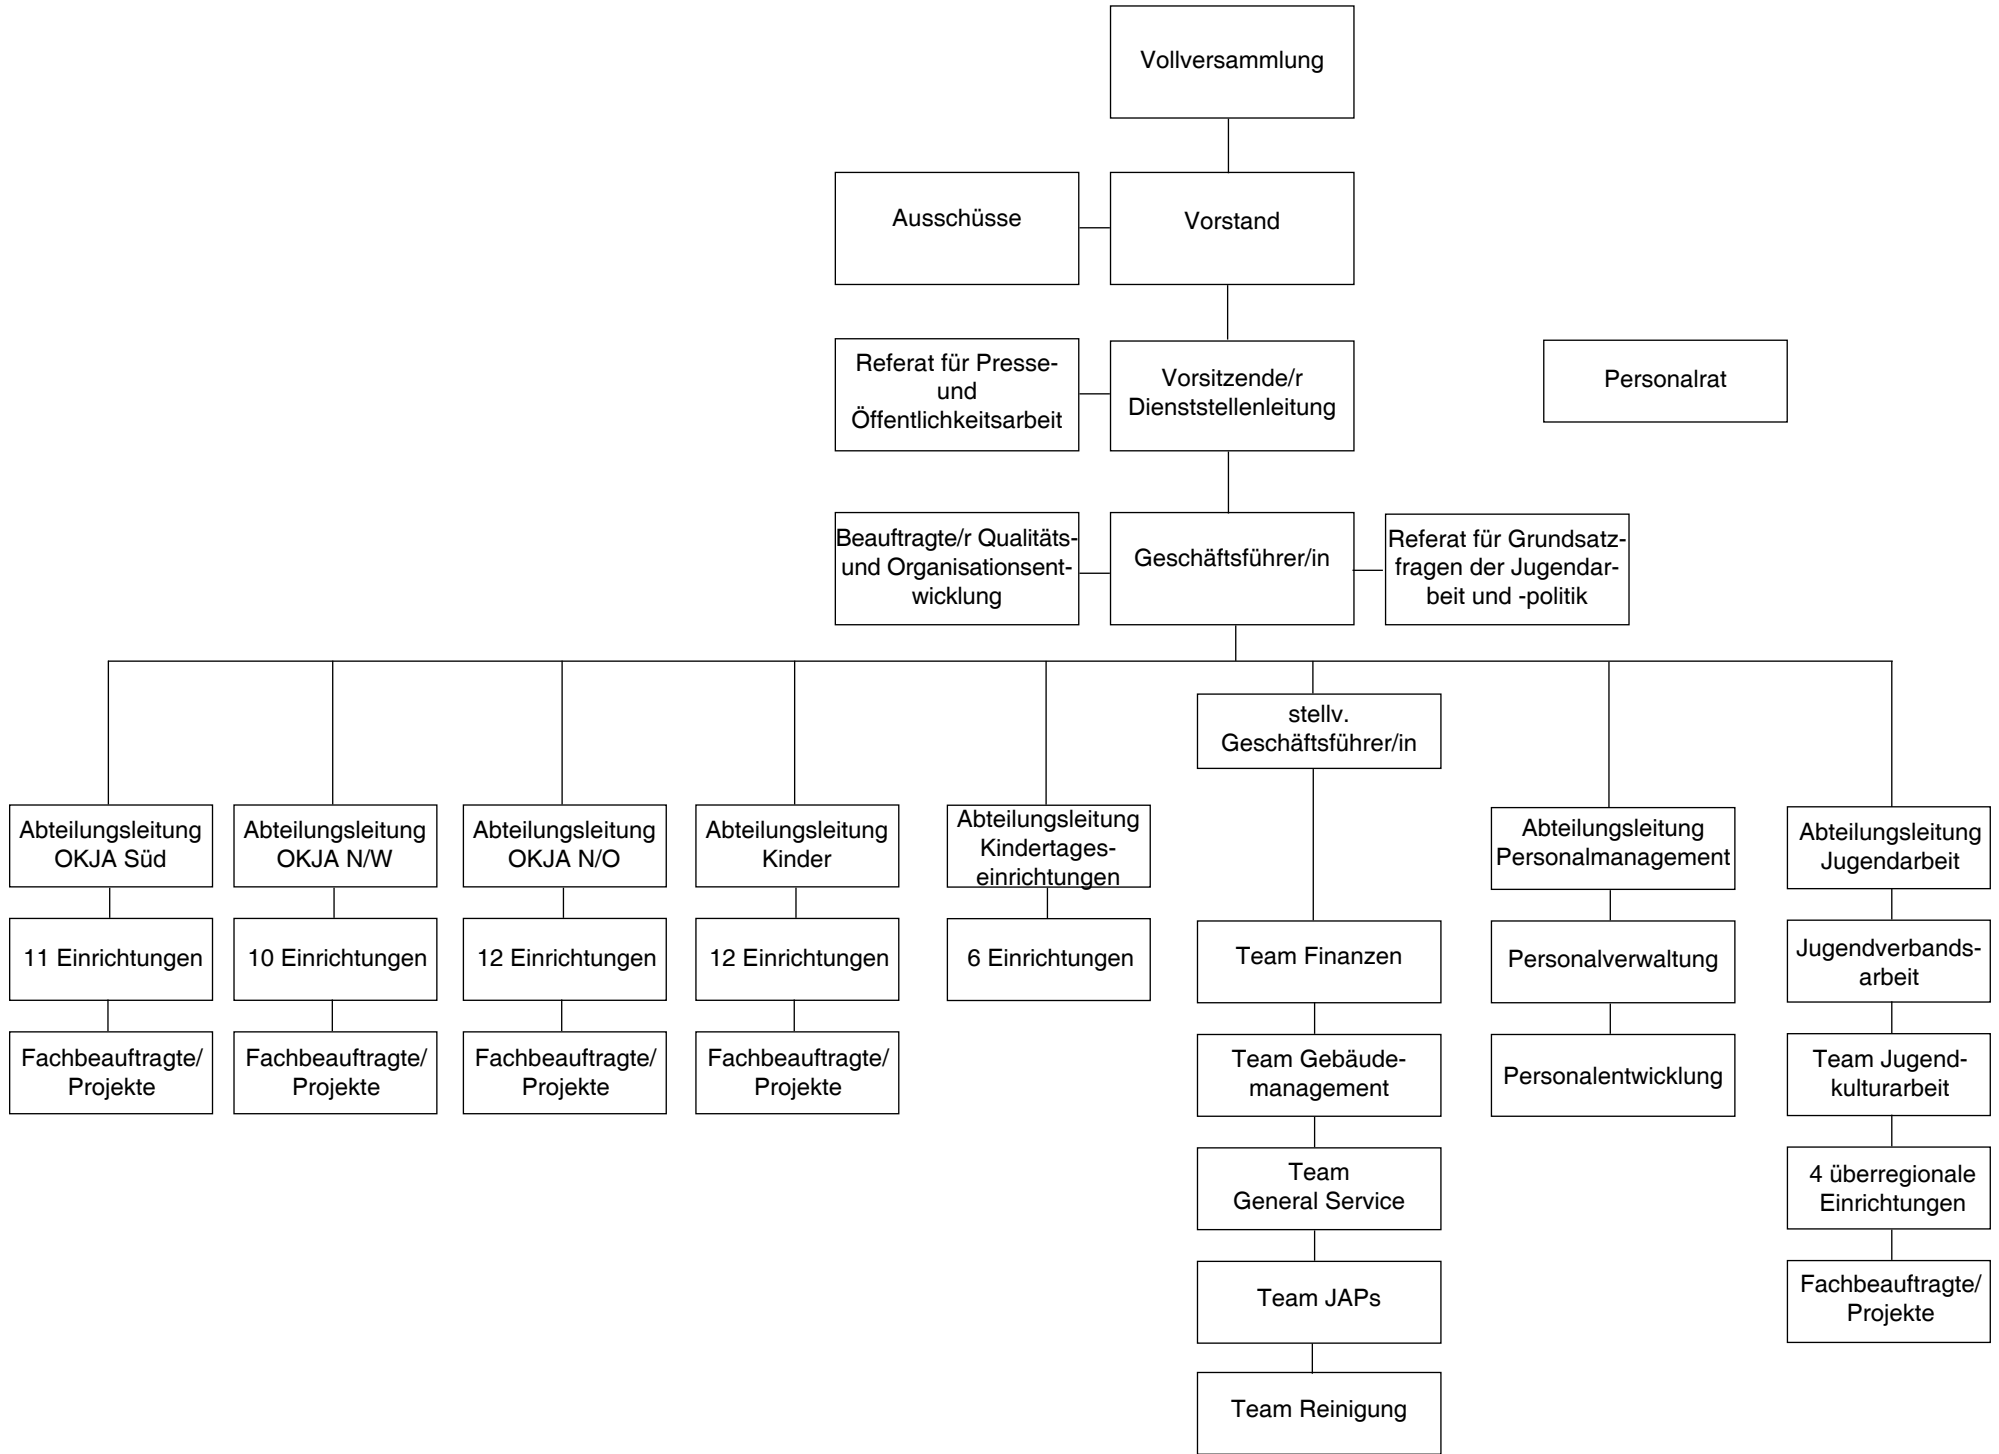 Vollversammlung
Ausschüsse
Vorstand
Referat für Presse-
und
Öffentlichkeitsarbeit
Vorsitzende/r
Dienststellenleitung
Personalrat
Beauftragte/r Qualitäts-
und Organisationsent-
wicklung
Geschäftsführer/in
Referat für Grundsatz-
fragen der Jugendar-
beit und -politik
stellv.
Geschäftsführer/in
Abteilungsleitung
OKJA Süd
Abteilungsleitung
OKJA N/W
Abteilungsleitung
OKJA N/O
Abteilungsleitung
Kinder
Abteilungsleitung
Kindertages-
einrichtungen
Abteilungsleitung
Personalmanagement
Abteilungsleitung
Jugendarbeit
11 Einrichtungen
10 Einrichtungen
12 Einrichtungen
12 Einrichtungen
6 Einrichtungen
Team Finanzen
Personalverwaltung
Jugendverbands-
arbeit
Fachbeauftragte/
Projekte
Fachbeauftragte/
Projekte
Fachbeauftragte/
Projekte
Fachbeauftragte/
Projekte
Team Gebäude-
management
Personalentwicklung
Team Jugend-
kulturarbeit
Team
General Service
4 überregionale
Einrichtungen
Team JAPs
Fachbeauftragte/
Projekte
Team Reinigung